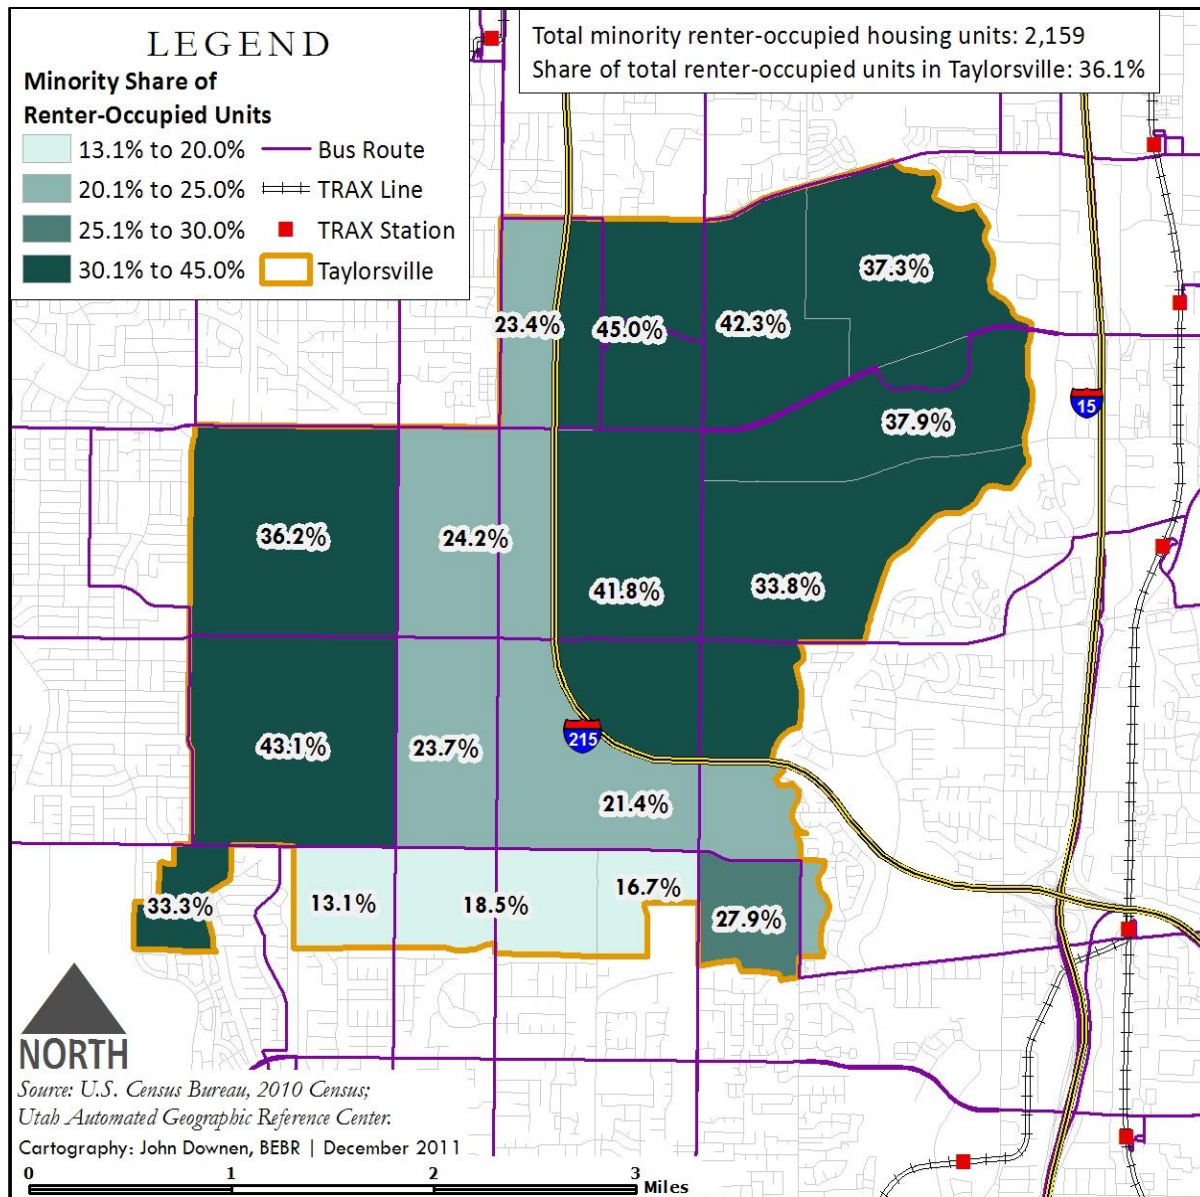 LEGEND
Minority Share of
Renter-Occupied Units
13.1% to 20.0%
20.1% to 25.0%
25.1% to 30.0%
30.1% to 45.0%
Bus Route
TRAX Line
TRAX Station
Taylorsville
Total minority renter-occupied housing units: 2,159
Share of total renter-occupied units in Taylorsville: 36.1%
37.3%
23.4%
45.0%
42.3%
15
37.9%
36.2%
24.2%
41.8%
33.8%
43.1%
23.7%
215
21.4%
33.3%
13.1%
18.5%
16.7%
27.9%
NORTH
Source: U.S. Census Bureau, 2010 Census;
Utah Automated Geographic Reference Center.
Cartography: John Downen, BEBR | December 2011
0 1 2 3 Miles